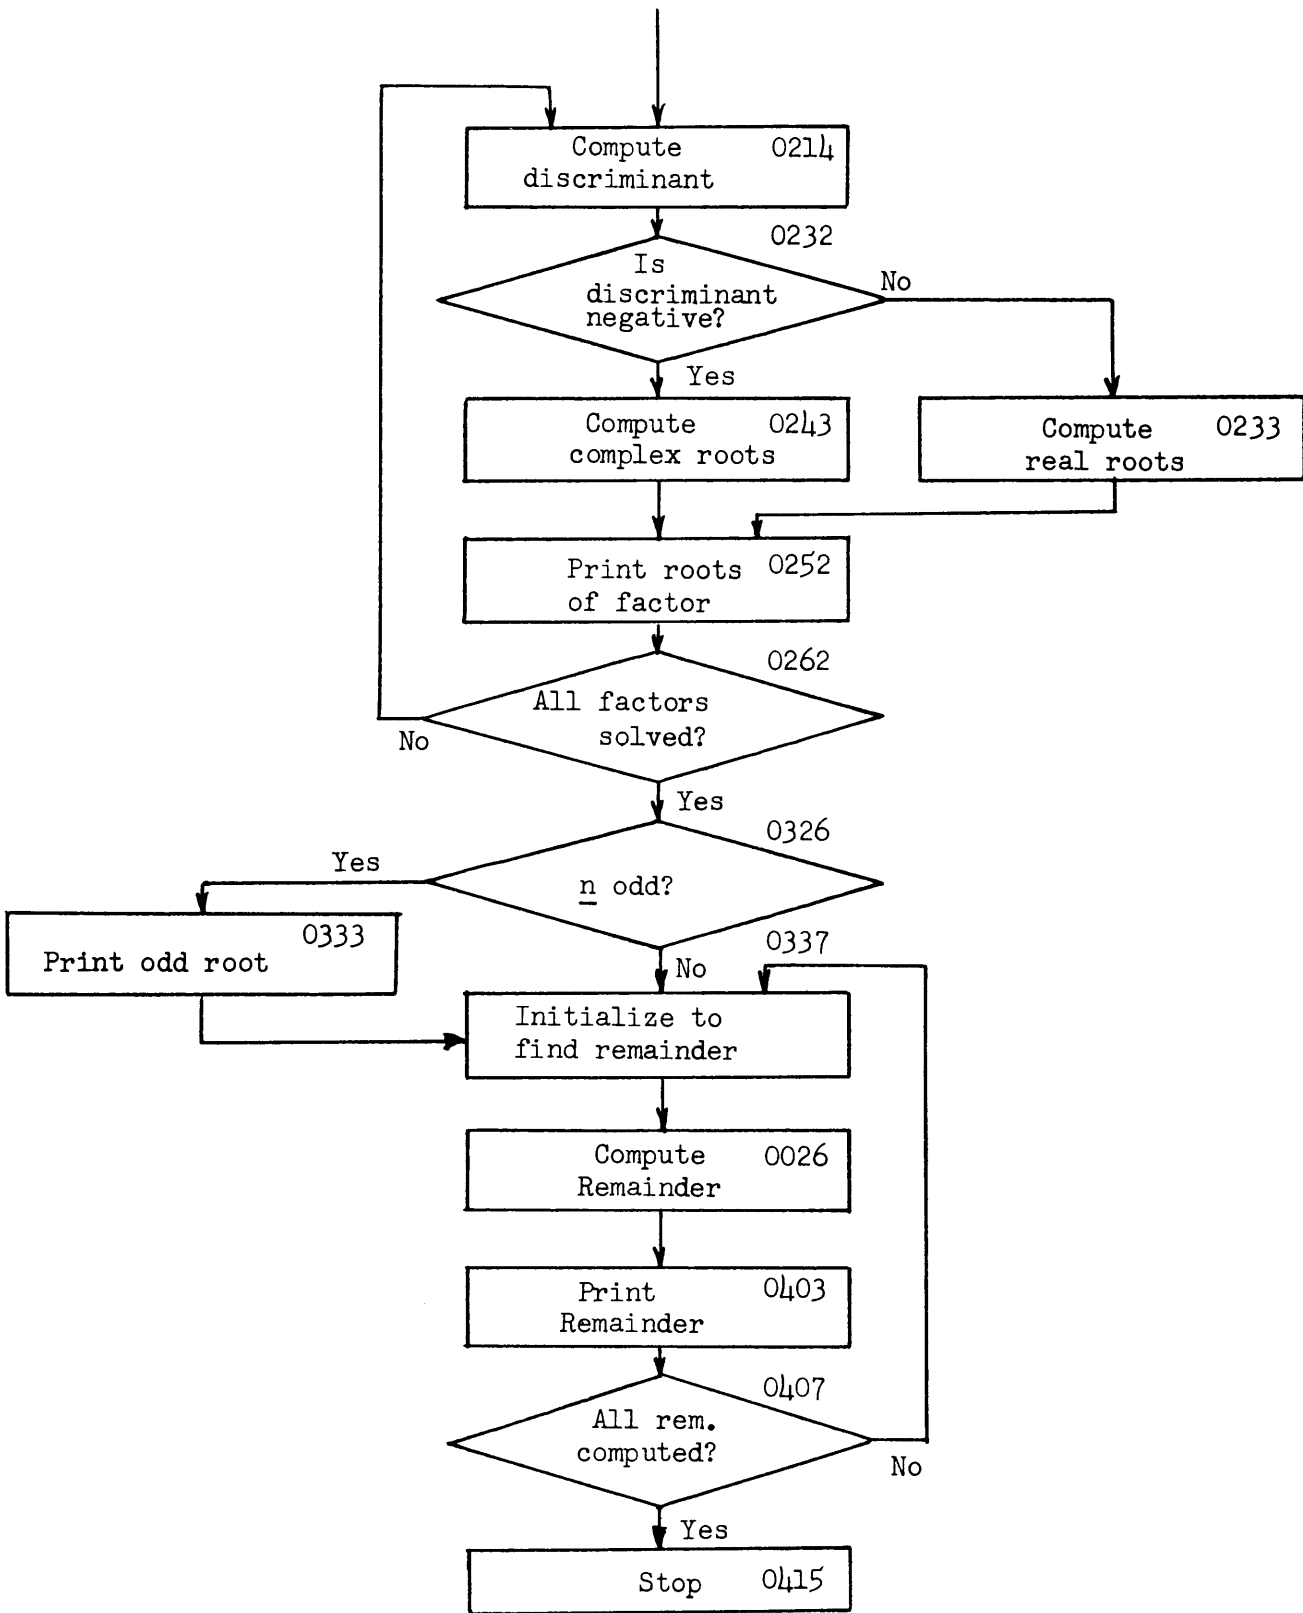 Compute 0214
discriminant
0232
Is
discriminant
negative?
No
Yes
Compute 0243
complex roots
Compute 0233
real roots
Print roots 0252
of factor
0262
All factors
solved?
No
Yes
0326
Yes
n odd?
0333
Print odd root
0337
No
Initialize to
find remainder
Compute 0026
Remainder
Print 0403
Remainder
0407
All rem.
computed?
No
Yes
Stop 0415